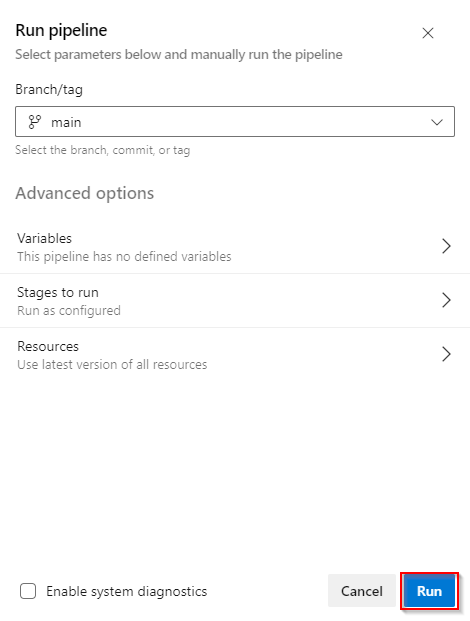 Run pipeline
Select parameters below and manually run the pipeline
Branch/tag
main
Select the branch, commit, or tag
Advanced options
Variables
This pipeline has no defined variables
Stages to run
Run as configured
Resources
Use latest version of all resources
Enable system diagnostics
Cancel
Run